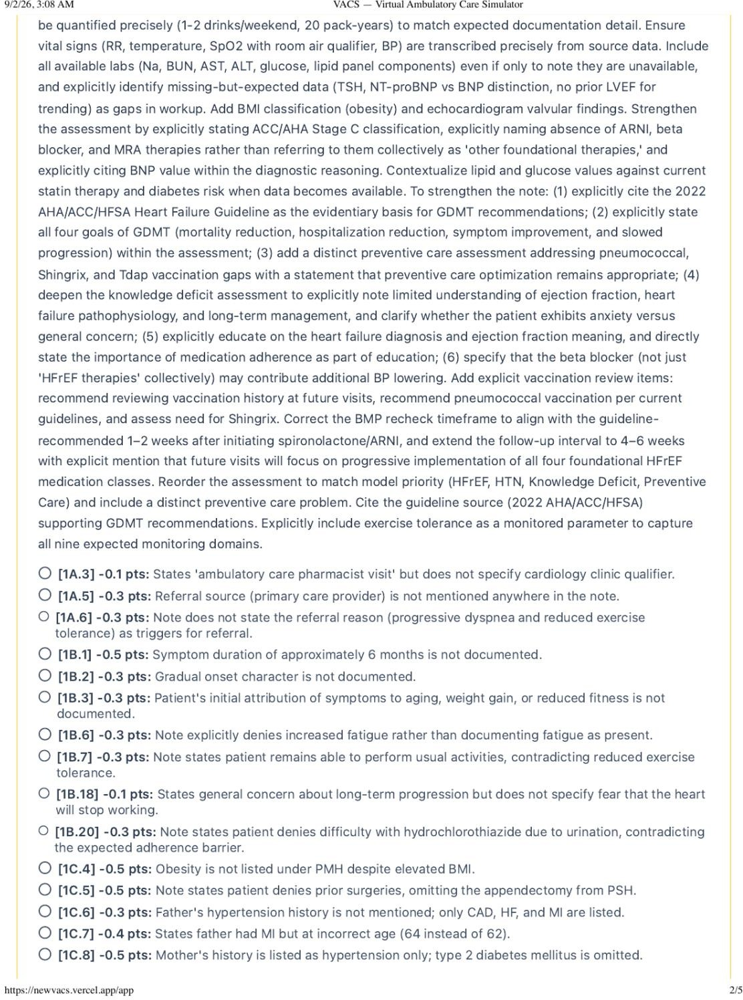 9/2/26, 3:08 AM
VACS — Virtual Ambulatory Care Simulator
be quantified precisely (1-2 drinks/weekend, 20 pack-years) to match expected documentation detail. Ensure
vital signs (RR, temperature, SpO2 with room air qualifier, BP) are transcribed precisely from source data. Include
all available labs (Na, BUN, AST, ALT, glucose, lipid panel components) even if only to note they are unavailable,
and explicitly identify missing-but-expected data (TSH, NT-proBNP vs BNP distinction, no prior LVEF for
trending) as gaps in workup. Add BMI classification (obesity) and echocardiogram valvular findings. Strengthen
the assessment by explicitly stating ACC/AHA Stage C classification, explicitly naming absence of ARNI, beta
blocker, and MRA therapies rather than referring to them collectively as 'other foundational therapies,' and
explicitly citing BNP value within the diagnostic reasoning. Contextualize lipid and glucose values against current
statin therapy and diabetes risk when data becomes available. To strengthen the note: (1) explicitly cite the 2022
AHA/ACC/HFSA Heart Failure Guideline as the evidentiary basis for GDMT recommendations; (2) explicitly state
all four goals of GDMT (mortality reduction, hospitalization reduction, symptom improvement, and slowed
progression) within the assessment; (3) add a distinct preventive care assessment addressing pneumococcal,
Shingrix, and Tdap vaccination gaps with a statement that preventive care optimization remains appropriate; (4)
deepen the knowledge deficit assessment to explicitly note limited understanding of ejection fraction, heart
failure pathophysiology, and long-term management, and clarify whether the patient exhibits anxiety versus
general concern; (5) explicitly educate on the heart failure diagnosis and ejection fraction meaning, and directly
state the importance of medication adherence as part of education; (6) specify that the beta blocker (not just
'HFrEF therapies' collectively) may contribute additional BP lowering. Add explicit vaccination review items:
recommend reviewing vaccination history at future visits, recommend pneumococcal vaccination per current
guidelines, and assess need for Shingrix. Correct the BMP recheck timeframe to align with the guideline-
recommended 1–2 weeks after initiating spironolactone/ARNI, and extend the follow-up interval to 4–6 weeks
with explicit mention that future visits will focus on progressive implementation of all four foundational HFrEF
medication classes. Reorder the assessment to match model priority (HFrEF, HTN, Knowledge Deficit, Preventive
Care) and include a distinct preventive care problem. Cite the guideline source (2022 AHA/ACC/HFSA)
supporting GDMT recommendations. Explicitly include exercise tolerance as a monitored parameter to capture
all nine expected monitoring domains.
[1A.3] -0.1 pts: States 'ambulatory care pharmacist visit' but does not specify cardiology clinic qualifier.
[1A.5] -0.3 pts: Referral source (primary care provider) is not mentioned anywhere in the note.
[1A.6] -0.3 pts: Note does not state the referral reason (progressive dyspnea and reduced exercise
tolerance) as triggers for referral.
[1B.1] -0.5 pts: Symptom duration of approximately 6 months is not documented.
[1B.2] -0.3 pts: Gradual onset character is not documented.
[1B.3] -0.3 pts: Patient's initial attribution of symptoms to aging, weight gain, or reduced fitness is not
documented.
[1B.6] -0.3 pts: Note explicitly denies increased fatigue rather than documenting fatigue as present.
[1B.7] -0.3 pts: Note states patient remains able to perform usual activities, contradicting reduced exercise
tolerance.
[1B.18] -0.1 pts: States general concern about long-term progression but does not specify fear that the heart
will stop working.
[1B.20] -0.3 pts: Note states patient denies difficulty with hydrochlorothiazide due to urination, contradicting
the expected adherence barrier.
[1C.4] -0.5 pts: Obesity is not listed under PMH despite elevated BMI.
[1C.5] -0.5 pts: Note states patient denies prior surgeries, omitting the appendectomy from PSH.
[1C.6] -0.3 pts: Father's hypertension history is not mentioned; only CAD, HF, and MI are listed.
[1C.7] -0.4 pts: States father had MI but at incorrect age (64 instead of 62).
[1C.8] -0.5 pts: Mother's history is listed as hypertension only; type 2 diabetes mellitus is omitted.
https://newvacs.vercel.app/app
2/5